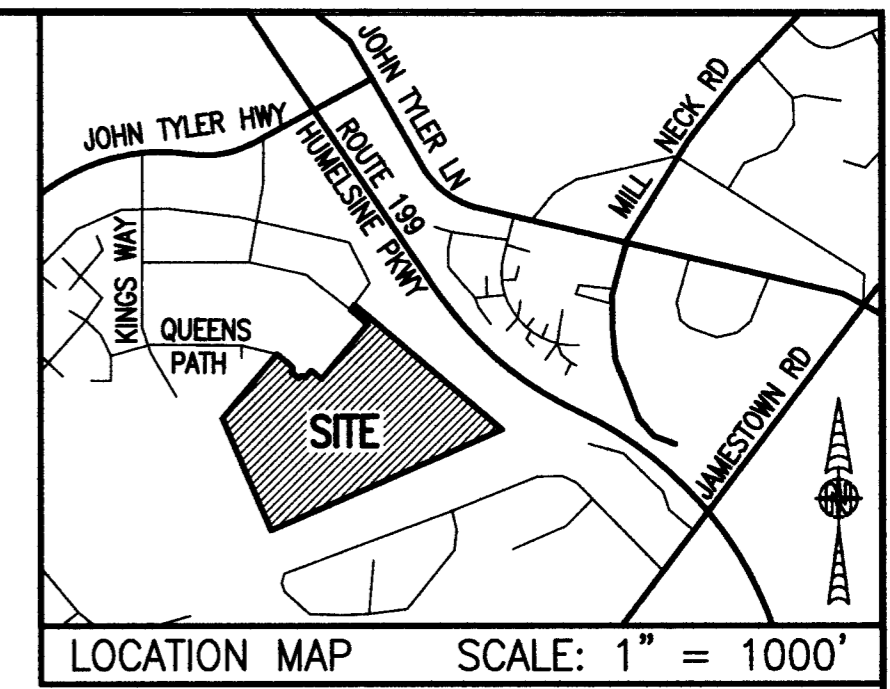 JOHN TYLER HWY
JOHN TYLER LN
ROUTE 199
HUMELSINE PKWY
MILL NECK RD
KINGS WAY
QUEENS
PATH
SITE
JAMESTOWN RD
LOCATION MAP SCALE: 1" = 1000'